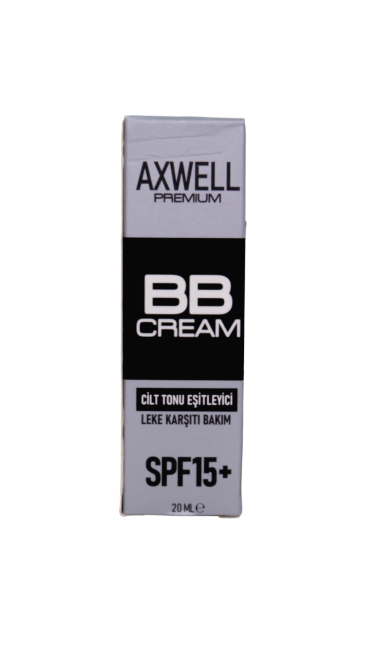 AXWELL
PREMIUM
BB
CREAM
CİLT TONU EŞİTLEYİCİ
LEKE KARŞITI BAKIM
SPF15+
20 ML ℮